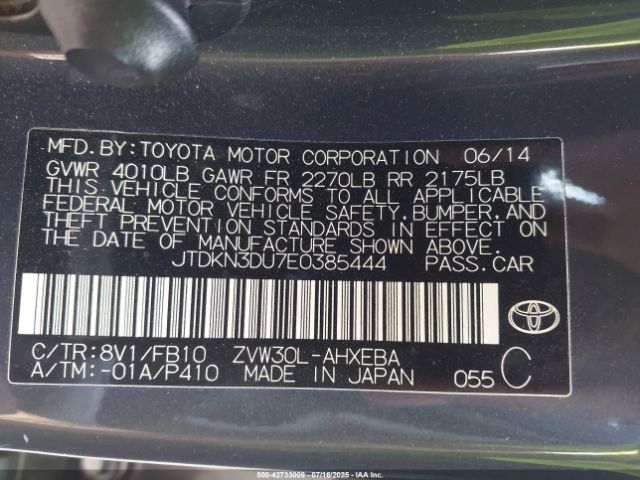 MFD. BY: TOYOTA MOTOR CORPORATION 06/14
GVWR 4010LB GAWR FR 2270LB RR 2175LB
THIS VEHICLE CONFORMS TO ALL APPLICABLE
FEDERAL MOTOR VEHICLE SAFETY, BUMPER, AND
THEFT PREVENTION STANDARDS IN EFFECT ON
THE DATE OF MANUFACTURE SHOWN ABOVE.
JTDKN3DU7E0385444 PASS. CAR
C/TR: 8V1/FB10 ZVW30L-AHXEBA
A/TM: -01A/P410 MADE IN JAPAN 055 C
000-42733009 / 07/16/2025 - IAA Corp.